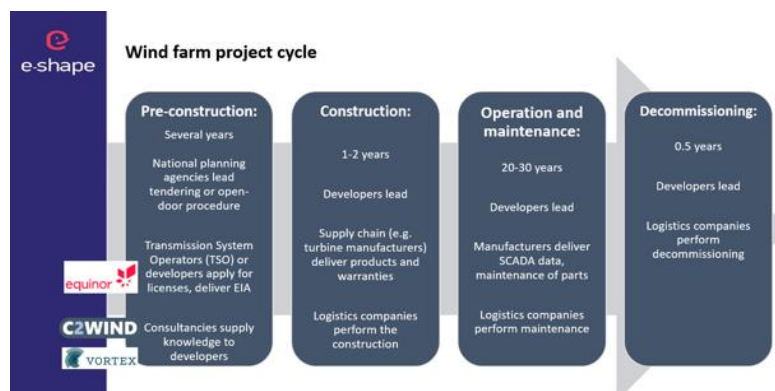 e-shape
Wind farm project cycle
Pre-construction:
Several years
National planning
agencies lead
tendering or open-
door procedure
Transmission System
Operators (TSO) or
developers apply for
licenses, deliver EIA
Consultancies supply
knowledge to
developers
equinor
C2WIND
VORTEX
Construction:
1-2 years
Developers lead
Supply chain (e.g.
turbine manufacturers)
deliver products and
warranties
Logistics companies
perform the
construction
Operation and
maintenance:
20-30 years
Developers lead
Manufacturers deliver
SCADA data,
maintenance of parts
Logistics companies
perform maintenance
Decommissioning:
0.5 years
Developers lead
Logistics companies
perform
decommissioning